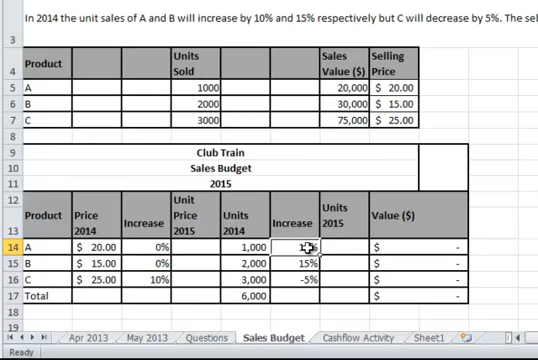 In 2014 the unit sales of A and B will increase by 10% and 15% respectively but C will decrease by 5%. The
3
4 Product Units Sold Sales Value ($) Selling Price
5 A 1000 20,000 $ 20.00
6 B 2000 30,000 $ 15.00
7 C 3000 75,000 $ 25.00
8
9 Club Train
10 Sales Budget
11 2015
12
13 Product Price 2014 Increase Unit Price 2015 Units 2014 Increase Units 2015 Value ($)
14 A $ 20.00 0% 1,000 $ -
15 B $ 15.00 0% 2,000 15% $ -
16 C $ 25.00 10% 3,000 -5% $ -
17 Total 6,000 $ -
18
19
Apr 2013 May 2013 Questions Sales Budget Cashflow Activity Sheet1
Ready